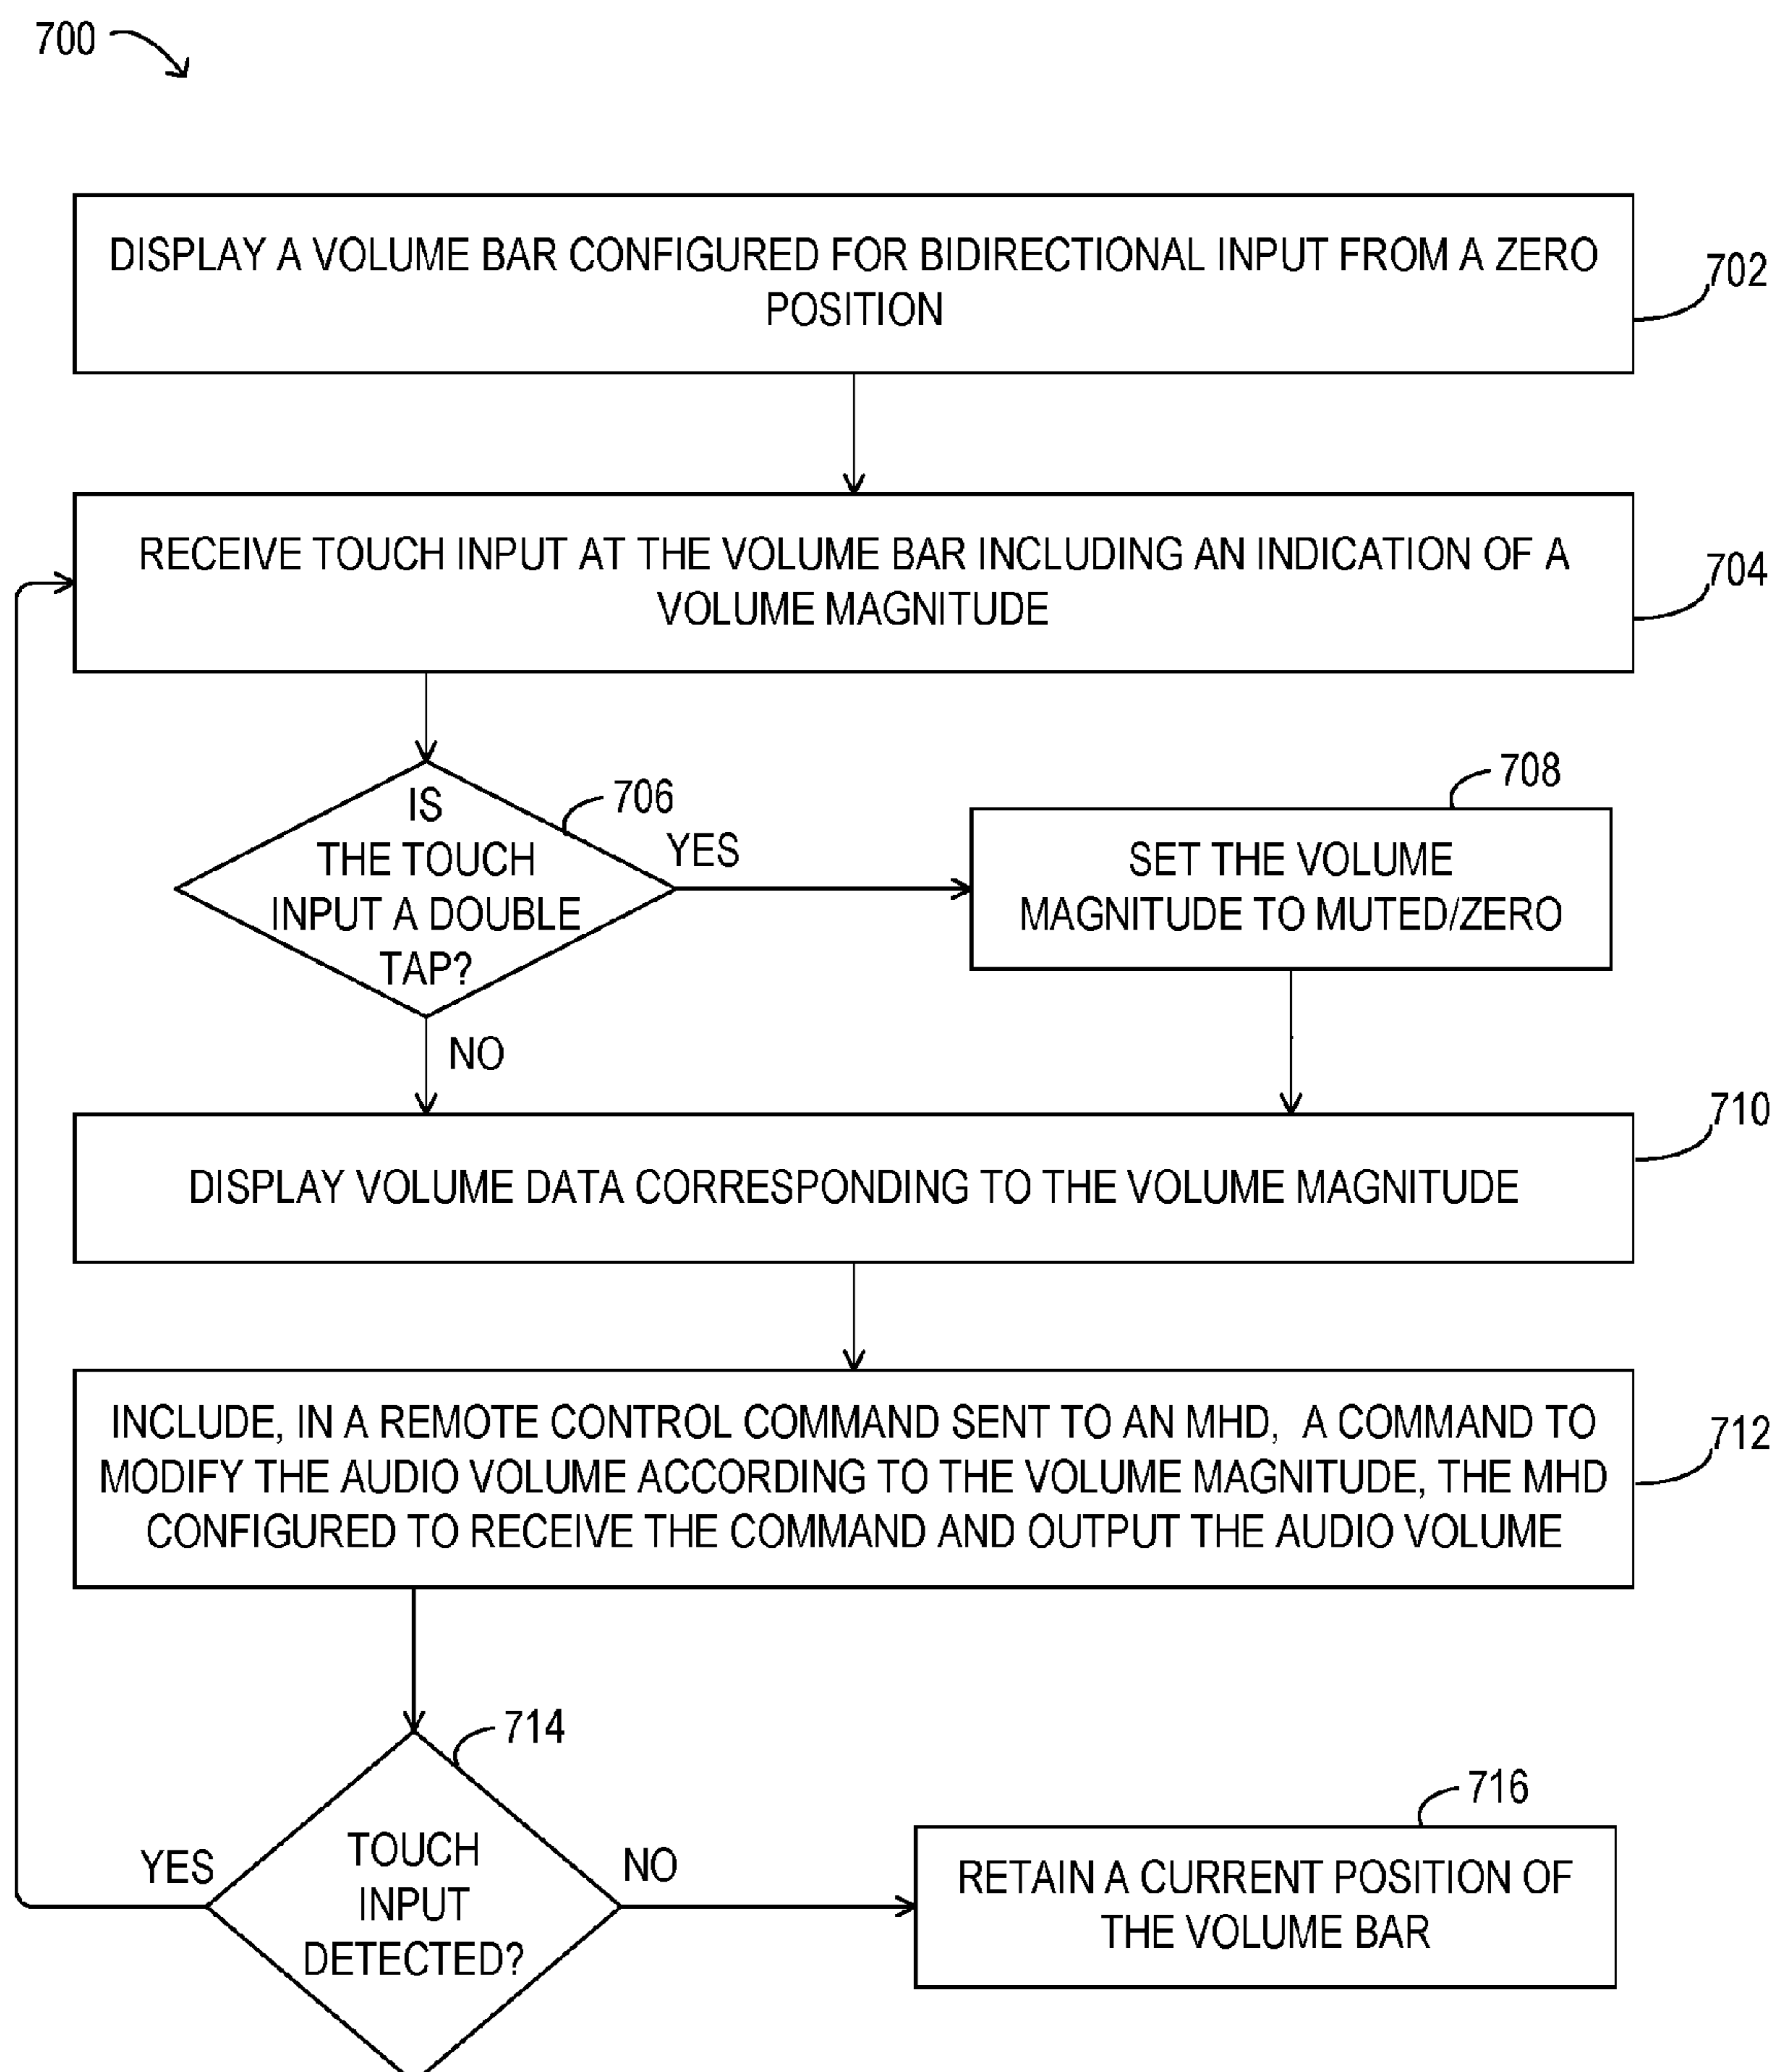 700
DISPLAY A VOLUME BAR CONFIGURED FOR BIDIRECTIONAL INPUT FROM A ZERO
POSITION
702
RECEIVE TOUCH INPUT AT THE VOLUME BAR INCLUDING AN INDICATION OF A
VOLUME MAGNITUDE
704
IS
THE TOUCH
INPUT A DOUBLE
TAP?
706
YES
708
SET THE VOLUME
MAGNITUDE TO MUTED/ZERO
NO
710
DISPLAY VOLUME DATA CORRESPONDING TO THE VOLUME MAGNITUDE
INCLUDE, IN A REMOTE CONTROL COMMAND SENT TO AN MHD, A COMMAND TO
MODIFY THE AUDIO VOLUME ACCORDING TO THE VOLUME MAGNITUDE, THE MHD
CONFIGURED TO RECEIVE THE COMMAND AND OUTPUT THE AUDIO VOLUME
712
714
YES
TOUCH
INPUT
DETECTED?
NO
716
RETAIN A CURRENT POSITION OF
THE VOLUME BAR